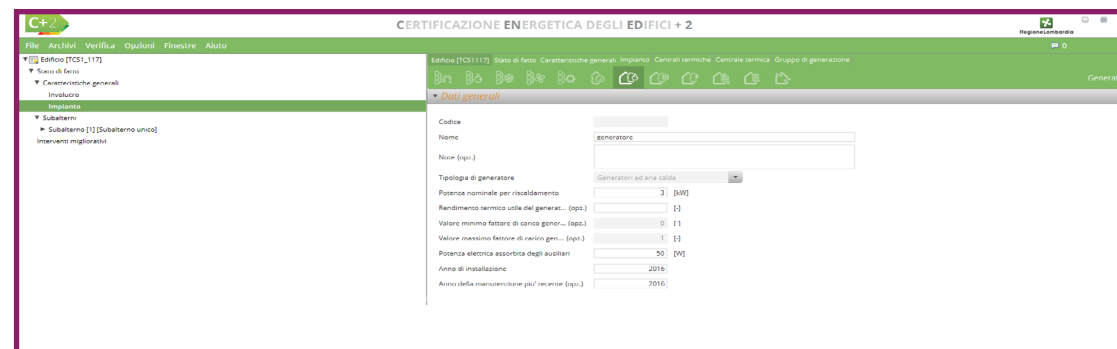 C+2
CERTIFICAZIONE ENERGETICA DEGLI EDIFICI + 2
RegioneLombardia
File Archivi Verifica Opzioni Finestre Aiuto
0
Edificio [TCS1_117]
Stato di fatto
Caratteristiche generali
Involucro
Impianto
Subalterni
Subalterno [1] [Subalterno unico]
Interventi migliorativi
Edificio [TCS1117] Stato di fatto Caratteristiche generali Impianto Centrali termiche Centrale termica Gruppo di generazione
Generat
Dati generali
Codice
Nome generatore
Note (opz.)
Tipologia di generatore Generatori ad aria calda
Potenza nominale per riscaldamento 3 [kW]
Rendimento termico utile del generat... (opz.) [-]
Valore minimo fattore di carico gener... (opz.) 0 [-]
Valore massimo fattore di carico gen... (opz.) 1 [-]
Potenza elettrica assorbita degli ausiliari 50 [W]
Anno di installazione 2016
Anno della manutenzione piu' recente (opz.) 2016